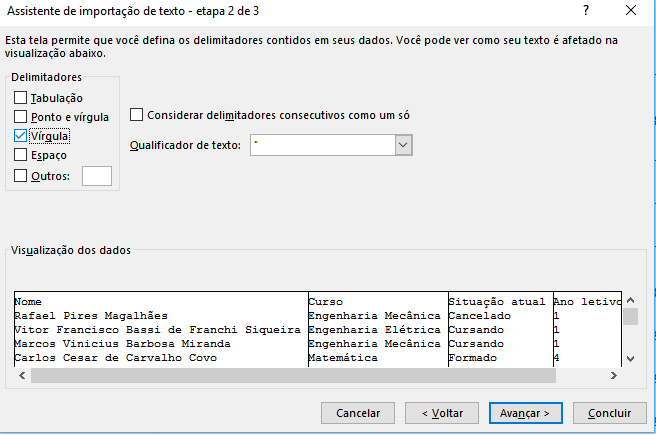 Assistente de importação de texto - etapa 2 de 3
Esta tela permite que você defina os delimitadores contidos em seus dados. Você pode ver como seu texto é afetado na
visualização abaixo.
Delimitadores
Tabulação
Ponto e vírgula
Vírgula
Espaço
Outros:
Considerar delimitadores consecutivos como um só
Qualificador de texto: "
Visualização dos dados
Nome Curso Situação atual Ano letivo
Rafael Pires Magalhães Engenharia Mecânica Cancelado 1
Vitor Francisco Bassi de Franchi Siqueira Engenharia Elétrica Cursando 1
Marcos Vinicius Barbosa Miranda Engenharia Mecânica Cursando 1
Carlos Cesar de Carvalho Covo Matemática Formado 4
Cancelar < Voltar Avançar > Concluir